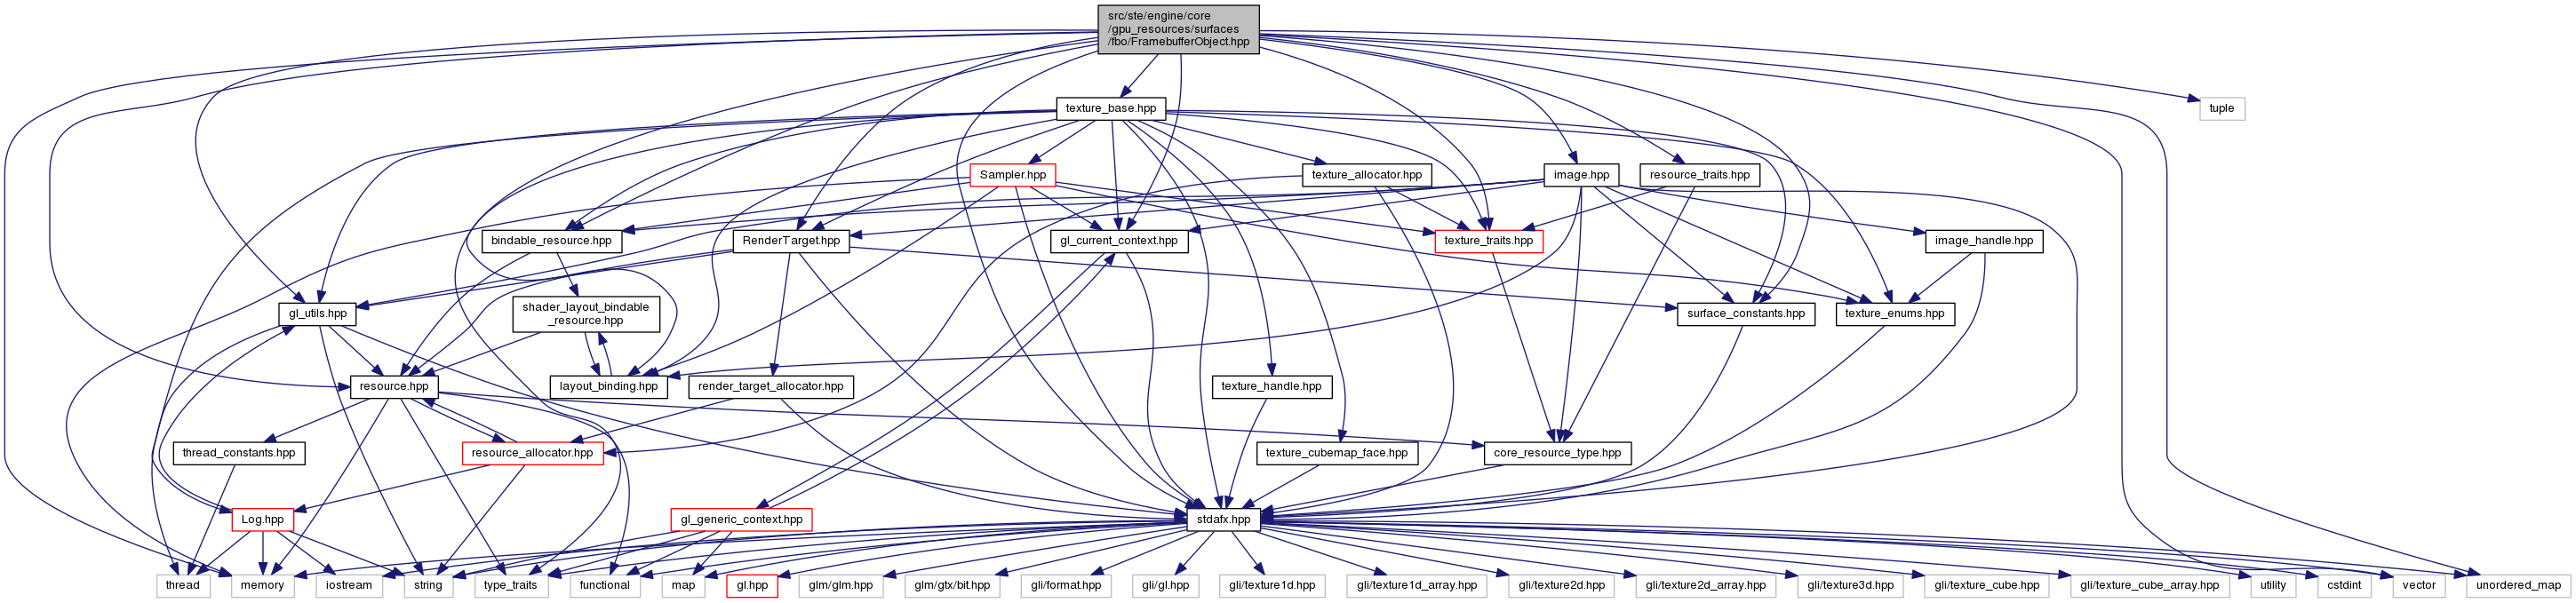 src/ste/engine/core
/gpu_resources/surfaces
/fbo/FramebufferObject.hpp
texture_base.hpp
tuple
Sampler.hpp
texture_allocator.hpp
image.hpp
resource_traits.hpp
bindable_resource.hpp
RenderTarget.hpp
gl_current_context.hpp
texture_traits.hpp
image_handle.hpp
gl_utils.hpp
shader_layout_bindable
_resource.hpp
surface_constants.hpp
texture_enums.hpp
resource.hpp
layout_binding.hpp
render_target_allocator.hpp
texture_handle.hpp
thread_constants.hpp
resource_allocator.hpp
texture_cubemap_face.hpp
core_resource_type.hpp
Log.hpp
gl_generic_context.hpp
stdafx.hpp
thread
memory
iostream
string
type_traits
functional
map
gl.hpp
glm/glm.hpp
glm/gtx/bit.hpp
gli/format.hpp
gli/gl.hpp
gli/texture1d.hpp
gli/texture1d_array.hpp
gli/texture2d.hpp
gli/texture2d_array.hpp
gli/texture3d.hpp
gli/texture_cube.hpp
gli/texture_cube_array.hpp
utility
cstdint
vector
unordered_map